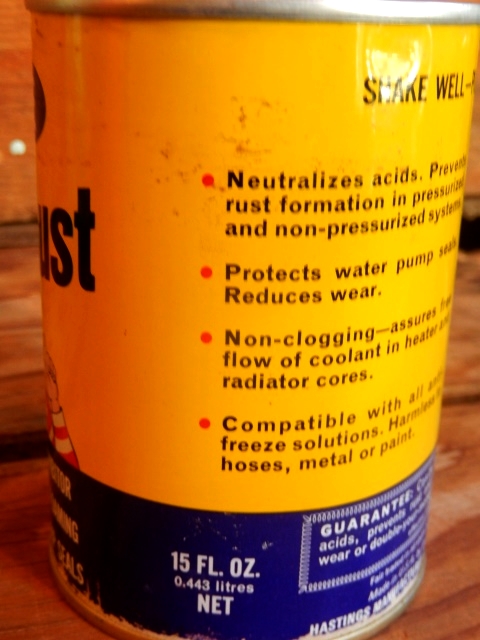 ust
SHAKE WELL—
• Neutralizes acids. Prevents
rust formation in pressurized
and non-pressurized systems.
• Protects water pump seals.
Reduces wear.
• Non-clogging—assures free
flow of coolant in heater and
radiator cores.
• Compatible with all anti-
freeze solutions. Harmless
hoses, metal or paint.
SEALS
15 FL. OZ.
0.443 litres
NET
GUARANTEE:
acids, prevents
wear or double-your
HASTINGS